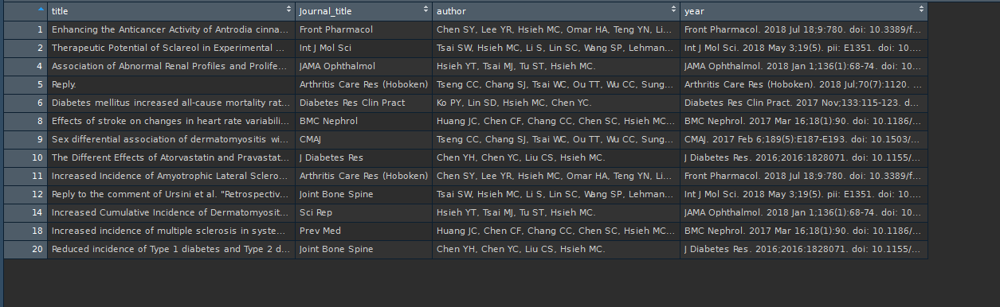 title Journal_title author year
1 Enhancing the Anticancer Activity of Antrodia cinna... Front Pharmacol Chen SY, Lee YR, Hsieh MC, Omar HA, Teng YN, Li... Front Pharmacol. 2018 Jul 18;9:780. doi: 10.3389/f...
2 Therapeutic Potential of Sclareol in Experimental ... Int J Mol Sci Tsai SW, Hsieh MC, Li S, Lin SC, Wang SP, Lehman... Int J Mol Sci. 2018 May 3;19(5). pii: E1351. doi: 10....
4 Association of Abnormal Renal Profiles and Prolife... JAMA Ophthalmol Hsieh YT, Tsai MJ, Tu ST, Hsieh MC. JAMA Ophthalmol. 2018 Jan 1;136(1):68-74. doi: 10...
5 Reply. Arthritis Care Res (Hoboken) Tseng CC, Chang SJ, Tsai WC, Ou TT, Wu CC, Sung... Arthritis Care Res (Hoboken). 2018 Jul;70(7):1120. ...
6 Diabetes mellitus increased all-cause mortality rat... Diabetes Res Clin Pract Ko PY, Lin SD, Hsieh MC, Chen YC. Diabetes Res Clin Pract. 2017 Nov;133:115-123. d...
8 Effects of stroke on changes in heart rate variabili... BMC Nephrol Huang JC, Chen CF, Chang CC, Chen SC, Hsieh MC... BMC Nephrol. 2017 Mar 16;18(1):90. doi: 10.1186/...
9 Sex differential association of dermatomyositis wi... CMAJ Tseng CC, Chang SJ, Tsai WC, Ou TT, Wu CC, Sung... CMAJ. 2017 Feb 6;189(5):E187-E193. doi: 10.1503/...
10 The Different Effects of Atorvastatin and Pravastat... J Diabetes Res Chen YH, Chen YC, Liu CS, Hsieh MC. J Diabetes Res. 2016;2016:1828071. doi: 10.1155/...
11 Increased Incidence of Amyotrophic Lateral Sclero... Arthritis Care Res (Hoboken) Chen SY, Lee YR, Hsieh MC, Omar HA, Teng YN, Li... Front Pharmacol. 2018 Jul 18;9:780. doi: 10.3389/f...
12 Reply to the comment of Ursini et al. "Retrospectiv... Joint Bone Spine Tsai SW, Hsieh MC, Li S, Lin SC, Wang SP, Lehman... Int J Mol Sci. 2018 May 3;19(5). pii: E1351. doi: 10....
14 Increased Cumulative Incidence of Dermatomyosit... Sci Rep Hsieh YT, Tsai MJ, Tu ST, Hsieh MC. JAMA Ophthalmol. 2018 Jan 1;136(1):68-74. doi: 10...
18 Increased incidence of multiple sclerosis in syste... Prev Med Huang JC, Chen CF, Chang CC, Chen SC, Hsieh MC... BMC Nephrol. 2017 Mar 16;18(1):90. doi: 10.1186/...
20 Reduced incidence of Type 1 diabetes and Type 2 d... Joint Bone Spine Chen YH, Chen YC, Liu CS, Hsieh MC. J Diabetes Res. 2016;2016:1828071. doi: 10.1155/...